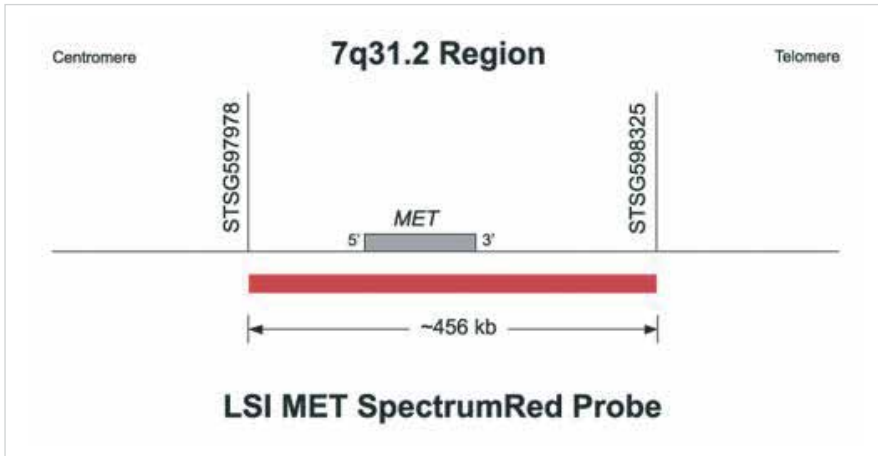 7q31.2 Region
Centromere
Telomere
STSG597978
STSG598325
MET
5' 3'
~456 kb
LSI MET SpectrumRed Probe